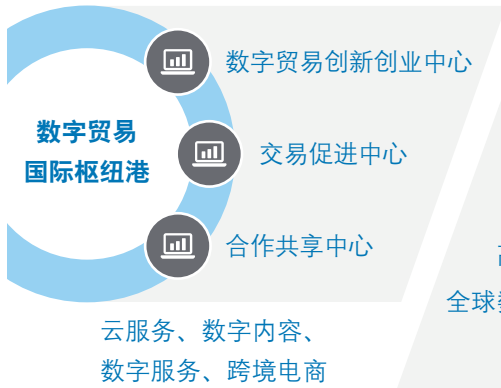 数字贸易
国际枢纽港
数字贸易创新创业中心
交易促进中心
合作共享中心
云服务、数字内容、
数字服务、跨境电商
全球